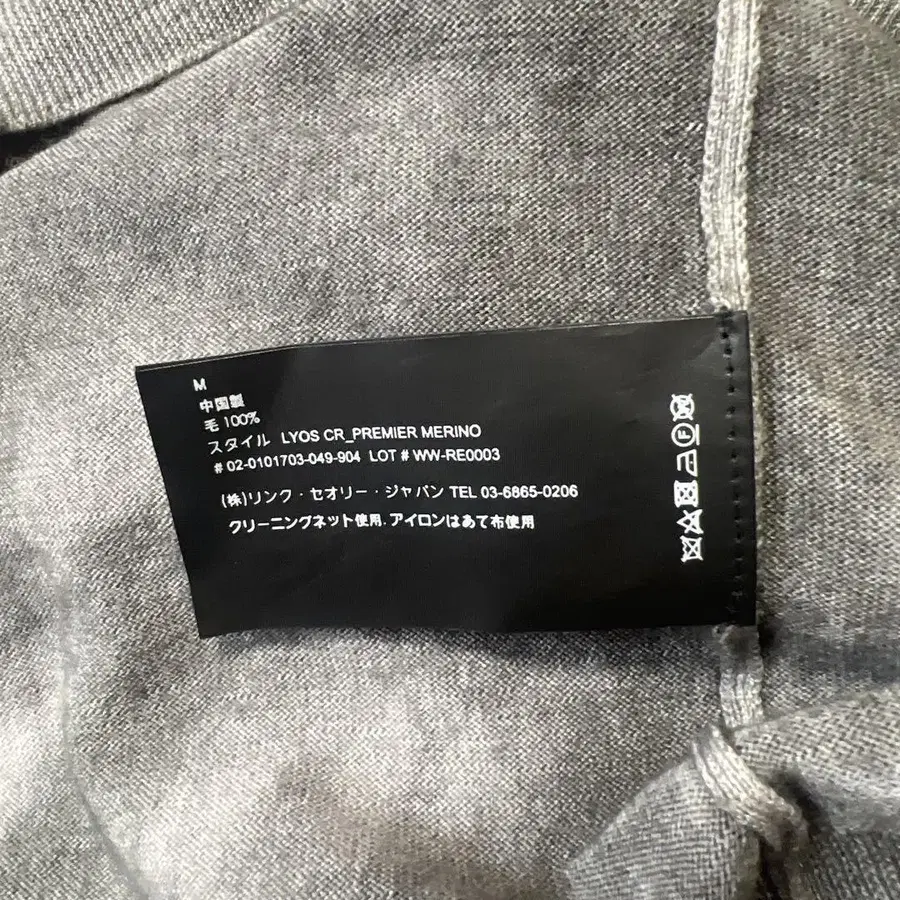 M
中国製
毛 100%
スタイル LYOS CR_PREMIER MERINO
# 02-0101703-049-904 LOT # WW-RE0003
(株)リンク・セオリー・ジャパン TEL 03-6865-0206
クリーニングネット使用.アイロンはあて布使用
F